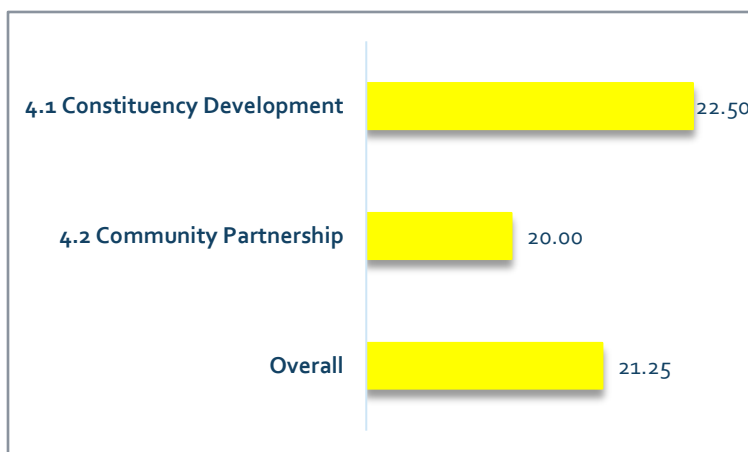 4.1 Constituency Development 22.50
4.2 Community Partnership 20.00
Overall 21.25